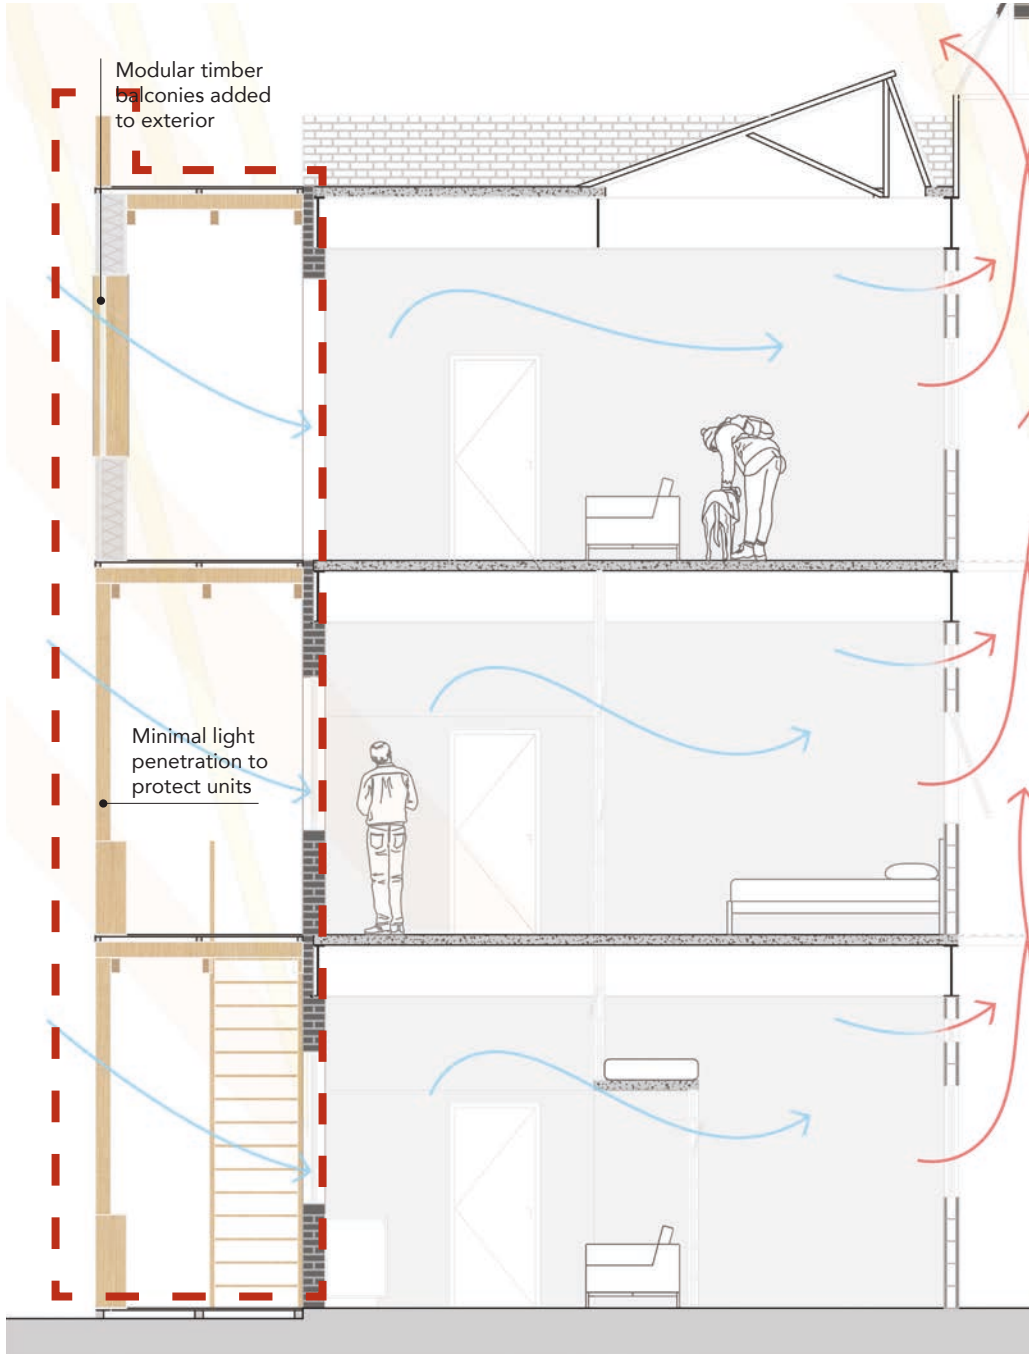 Modular timber
balconies added
to exterior
Minimal light
penetration to
protect units